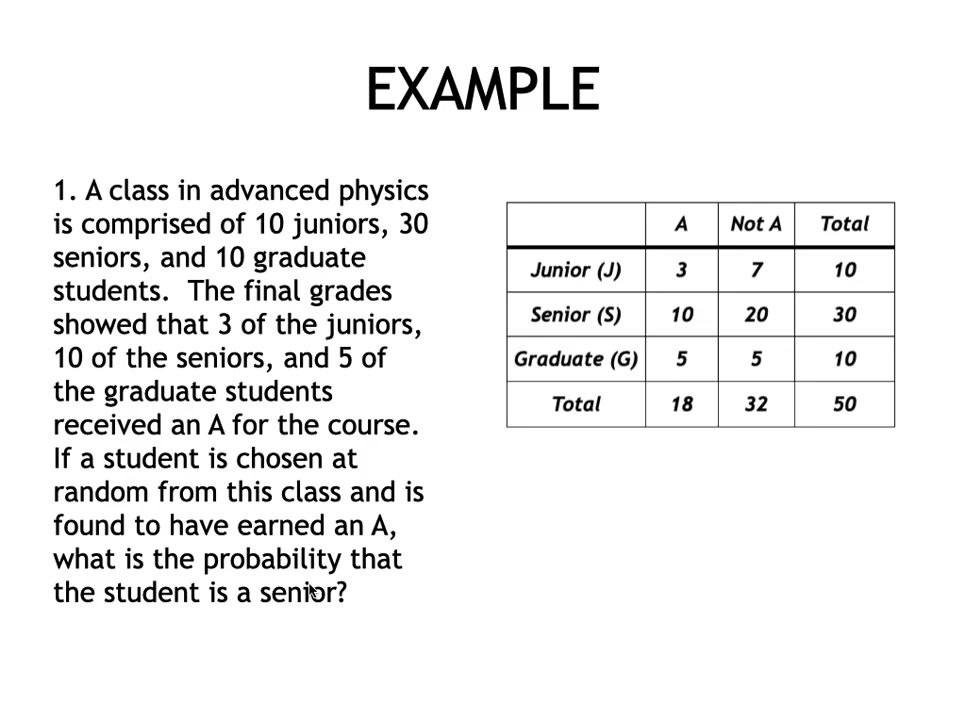 EXAMPLE
1. A class in advanced physics
is comprised of 10 juniors, 30
seniors, and 10 graduate
students.  The final grades
showed that 3 of the juniors,
10 of the seniors, and 5 of
the graduate students
received an A for the course.
If a student is chosen at
random from this class and is
found to have earned an A,
what is the probability that
the student is a senior?
A Not A Total
Junior (J) 3 7 10
Senior (S) 10 20 30
Graduate (G) 5 5 10
Total 18 32 50